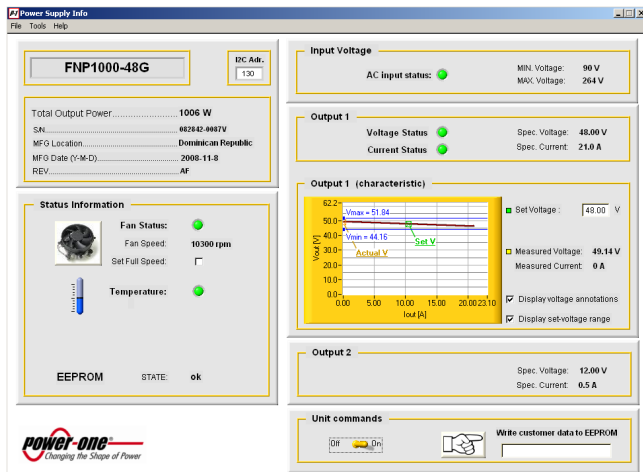 Power Supply Info
File Tools Help
FNP1000-48G
I2C Adr.
130
Total Output Power 1006 W
S/N 082842-0087V
MFG Location Dominican Republic
MFG Date (Y-M-D) 2008-11-8
REV AF
Status Information
Fan Status:
Fan Speed: 10300 rpm
Set Full Speed:
Temperature:
EEPROM STATE: ok
power-one®
Changing the Shape of Power
Input Voltage
AC input status:
MIN. Voltage: 90 V
MAX. Voltage: 264 V
Output 1
Voltage Status
Current Status
Spec. Voltage: 48.00 V
Spec. Current: 21.0 A
Output 1 (characteristic)
62.2
50.0
40.0
30.0
20.0
10.0
0.0
Vout [V]
Vmax = 51.84
Vmin = 44.16
Actual V
Set V
0.00 5.00 10.00 15.00 20.00 23.10
Iout [A]
Set Voltage : 48.00 V
Measured Voltage: 49.14 V
Measured Current: 0 A
Display voltage annotations
Display set-voltage range
Output 2
Spec. Voltage: 12.00 V
Spec. Current: 0.5 A
Unit commands
Off On
Write customer data to EEPROM